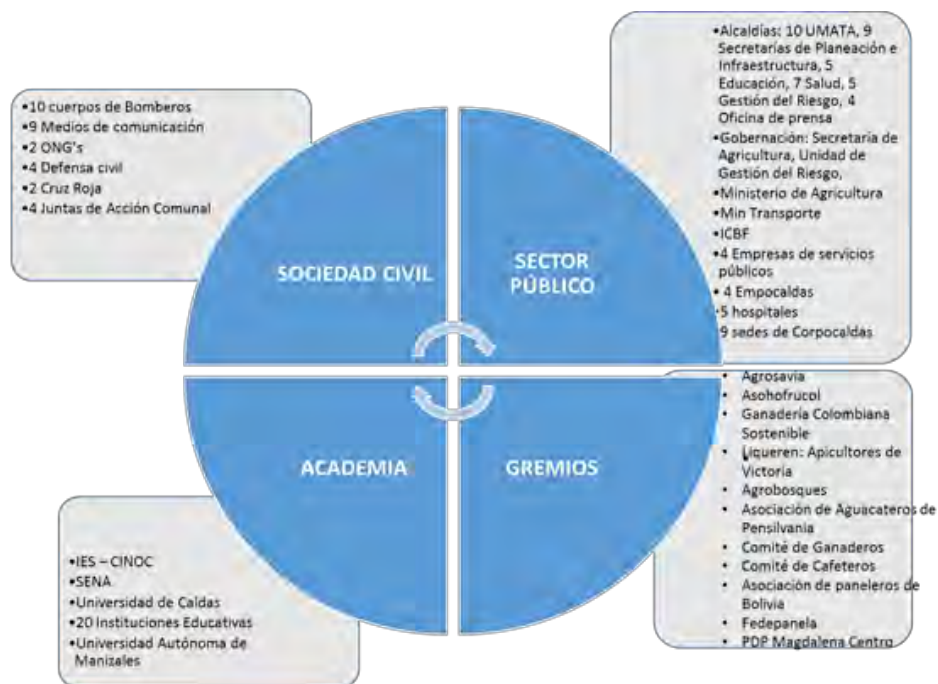 •10 cuerpos de Bomberos
•9 Medios de comunicación
•2 ONG's
•4 Defensa civil
•2 Cruz Roja
•4 Juntas de Acción Comunal
SOCIEDAD CIVIL
SECTOR
PÚBLICO
•Alcaldías: 10 UMATA, 9
Secretarías de Planeación e
Infraestructura, 5
Educación, 7 Salud, 5
Gestión del Riesgo, 4
Oficina de prensa
•Gobernación: Secretaría de
Agricultura, Unidad de
Gestión del Riesgo,
•Ministerio de Agricultura
•Min Transporte
•ICBF
•4 Empresas de servicios
públicos
• 4 Empocaldas
•5 hospitales
•9 sedes de Corpocaldas
ACADEMIA
•IES – CINOC
•SENA
•Universidad de Caldas
•20 Instituciones Educativas
•Universidad Autónoma de
Manizales
GREMIOS
• Agrosavia
• Asohofrucol
• Ganadería Colombiana
Sostenible
• Liqueren: Apicultores de
Victoria
• Agrobosques
• Asociación de Aguacateros de
Pensilvania
• Comité de Ganaderos
• Comité de Cafeteros
• Asociación de paneleros de
Bolivia
• Fedepanela
• PDP Magdalena Centro